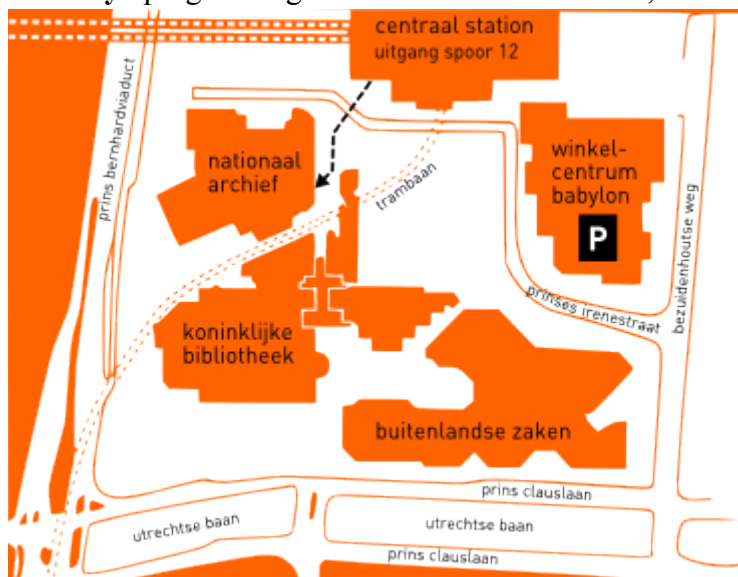 centraal station
uitgang spoor 12
prins bernhardviaduct
nationaal
archief
trambaan
winkel-
centrum
babylon
P
bezuidenhoutse weg
prinses irenestraat
koninklijke
bibliotheek
buitenlandse zaken
prins clauslaan
utrechtse baan
utrechtse baan
prins clauslaan